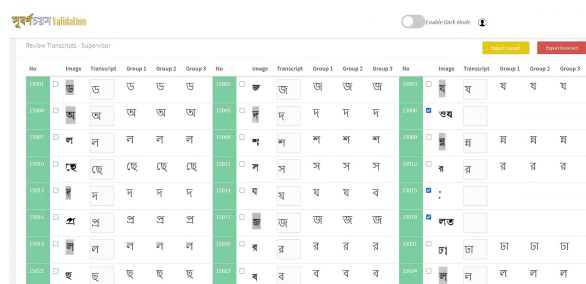 সুবর্ণচয়ন Validation Enable Dark Mode
Review Transcripts - Supervisor Export Correct Export Incorrect
No Image Transcript Group 1 Group 2 Group 3 No Image Transcript Group 1 Group 2 Group 3 No Image Transcript Group 1 Group 2 Group 3
15001 ড ড ড ড ড 15002 জ জ জ জ জ 15003 য য য য য
15004 অ অ অ অ অ 15005 দ দ দ দ দ 15006 ওয
15007 ল ল ল ল ল 15008 শ শ শ শ শ 15009 ন্ন ন্ন ন্ন ন্ন ন্ন
15010 ছে ছে ছে ছে ছে 15011 স স স স স 15012 র র র র র
15013 দ দ দ দ দ 15014 য য য য ব 15015 :
15016 প্র প্র প্র প্র প্র 15017 জ জ জ জ জ 15018 লত
15019 ল ল ল ল ল 15020 র র র র র 15021 ঢা ঢা ঢা ঢা ঢা
15022 ছ ছ ছ ছ ছ 15023 ব ব ব ব ব 15024 ল ল ল ল ল